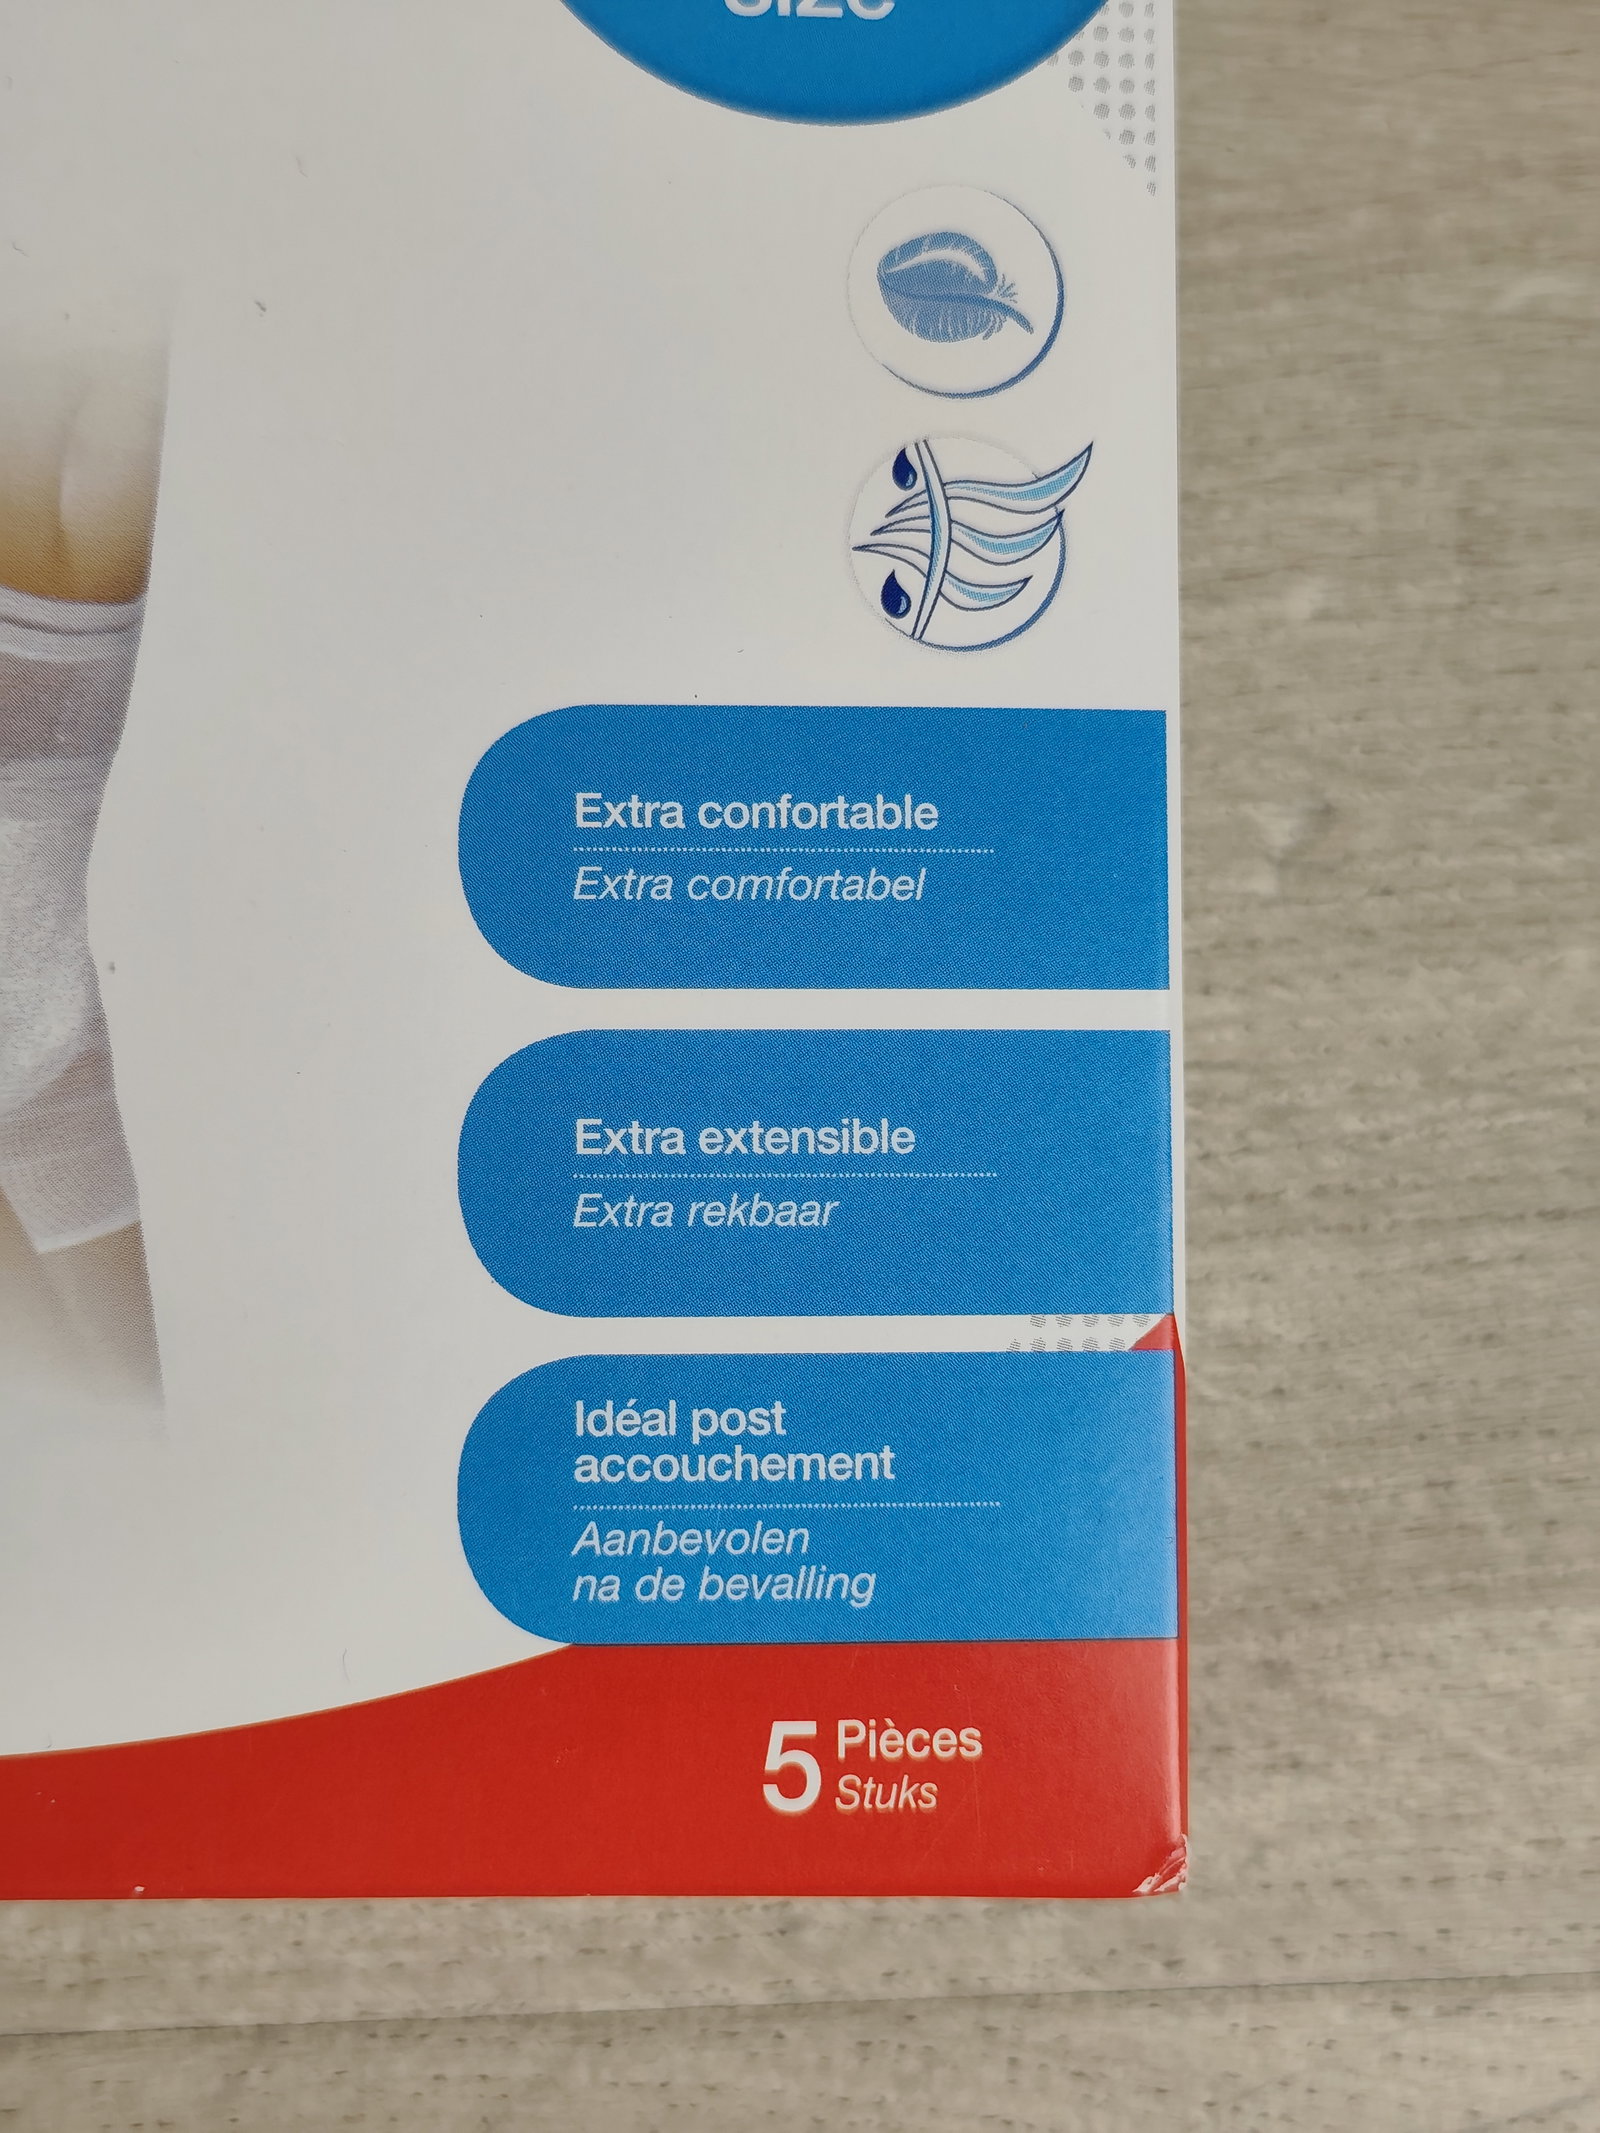 Extra confortable
Extra comfortabel
Extra extensible
Extra rekbaar
Idéal post
accouchement
Aanbevolen
na de bevalling
5 Pièces
Stuks